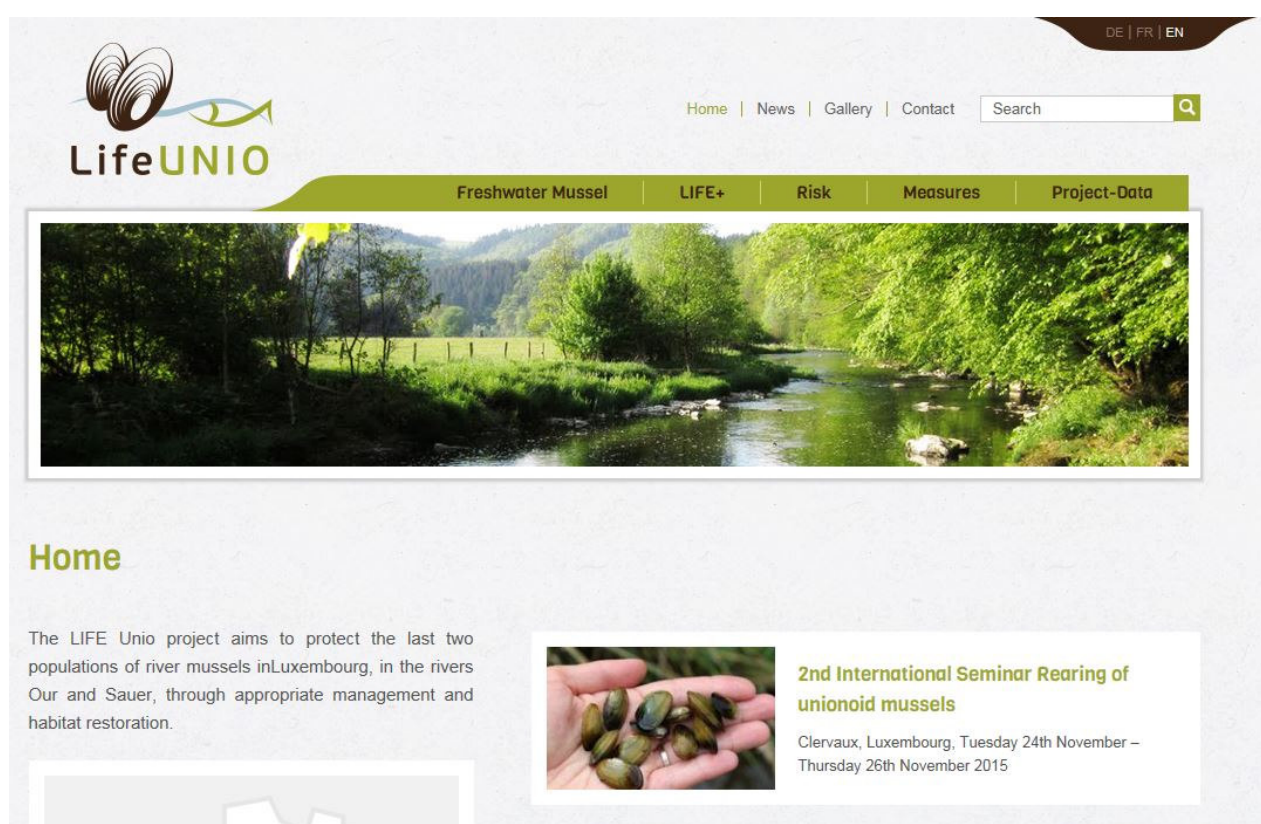 DE | FR | EN
Home | News | Gallery | Contact Search
LifeUNIO
Freshwater Mussel LIFE+ Risk Measures Project-Data
Home
The LIFE Unio project aims to protect the last two
populations of river mussels inLuxembourg, in the rivers
Our and Sauer, through appropriate management and
habitat restoration.
2nd International Seminar Rearing of
unionoid mussels
Clervaux, Luxembourg, Tuesday 24th November –
Thursday 26th November 2015